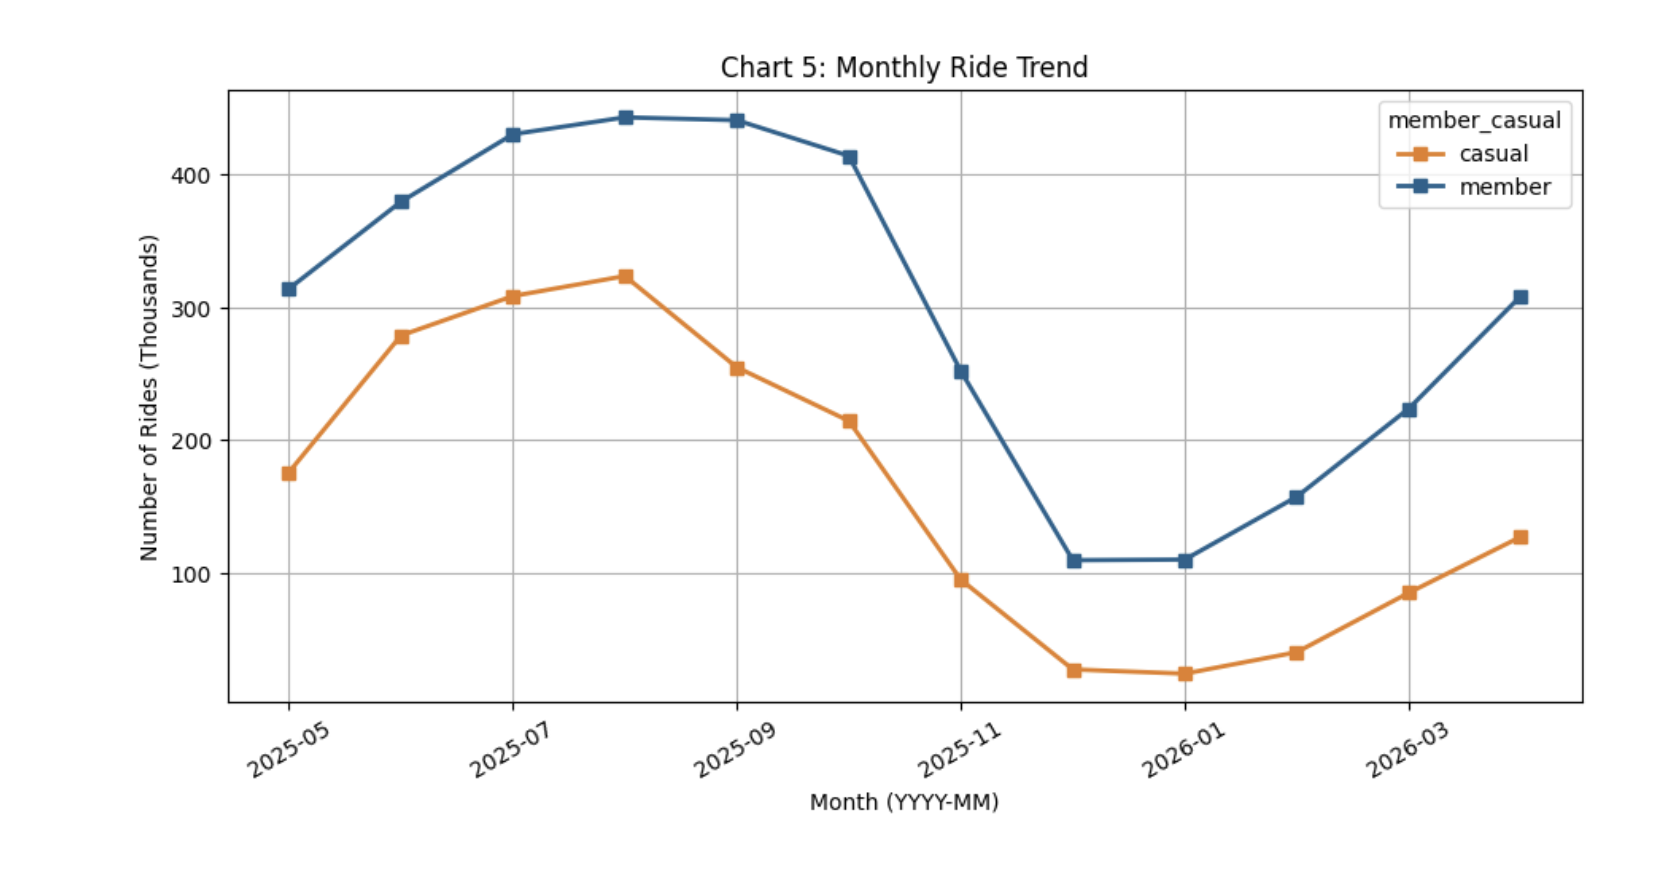 Chart 5: Monthly Ride Trend
member_casual
casual
member
Number of Rides (Thousands)
400
300
200
100
2025-05
2025-07
2025-09
2025-11
2026-01
2026-03
Month (YYYY-MM)